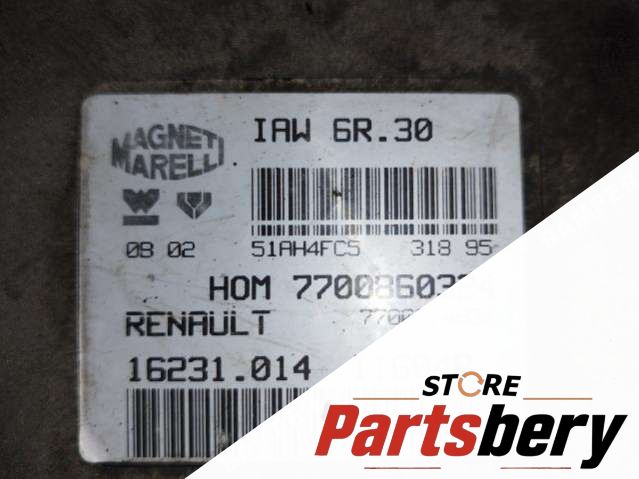 MAGNETI MARELLI
IAW 6R.30
08 02 51AH4FC5 318 95
HOM
RENAULT
16231.014
STORE
Partsbery